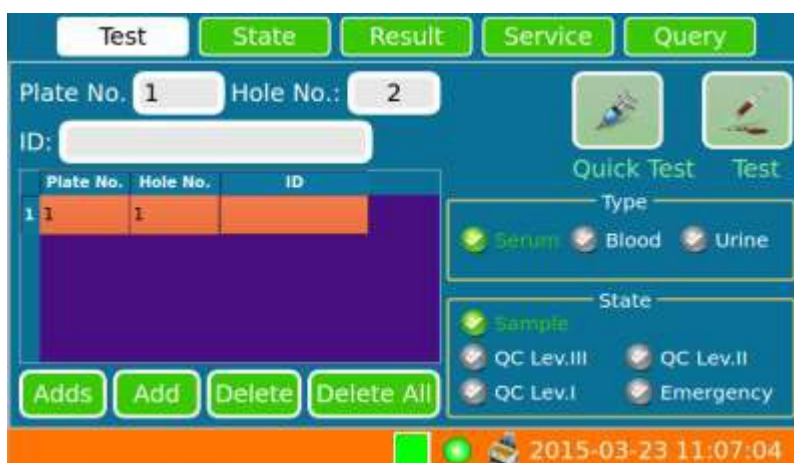 Test State Result Service Query
Plate No. 1 Hole No.: 2
ID:
Quick Test Test
Plate No. Hole No. ID
1 1 1
Type
Serum Blood Urine
State
Sample
QC Lev.III QC Lev.II
QC Lev.I Emergency
Adds Add Delete Delete All
2015-03-23 11:07:04